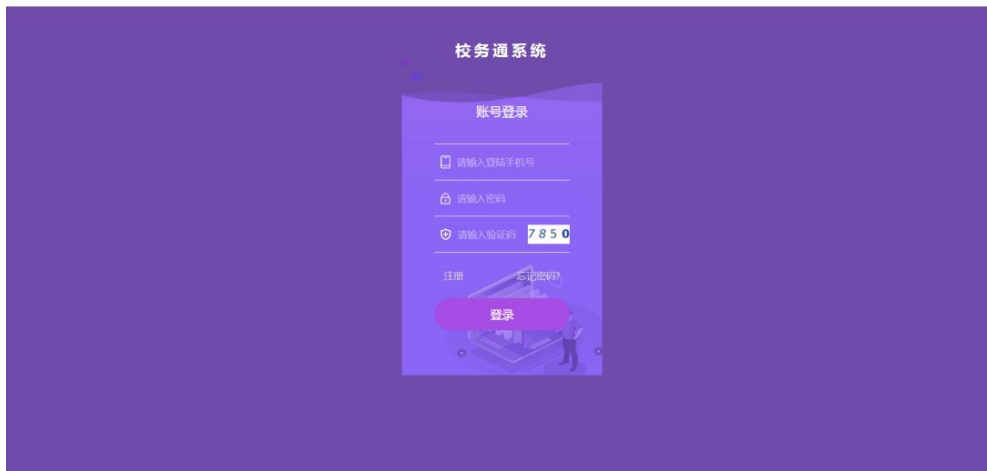 校务通系统
账号登录
请输入登陆手机号
请输入密码
请输入验证码 7850
注册 忘记密码?
登录